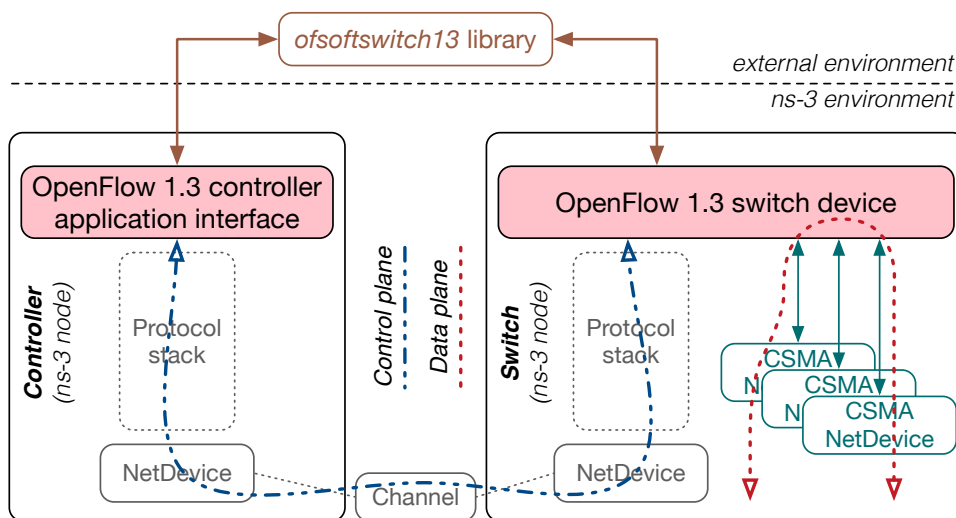 ofsoftswitch13 library
external environment
ns-3 environment
OpenFlow 1.3 controller
application interface
OpenFlow 1.3 switch device
Controller
(ns-3 node)
Protocol
stack
Control plane
Data plane
Switch
(ns-3 node)
Protocol
stack
CSMA
N
CSMA
N
CSMA
NetDevice
NetDevice
Channel
NetDevice